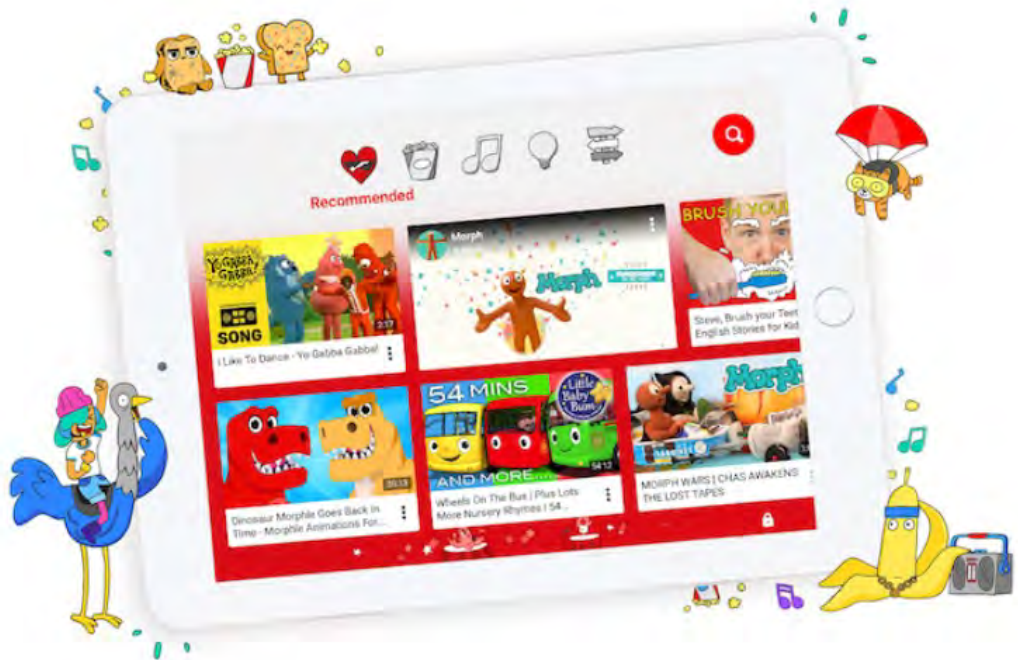 Recommended
YO GABBA
GABBA!
SONG
2:17
I Like To Dance - Yo Gabba Gabba!
Morph
Morph
BRUSH YOUR
Steve, Brush your Teet
English Stories for Kid
Dinosaur Morphle Goes Back In
Time - Morphle Animations For...
54 MINS
Little
Baby
Bum
AND MORE...
54:12
Wheels On The Bus | Plus Lots
More Nursery Rhymes | 54...
Morph
MORPH WARS | CHAS AWAKENS
THE LOST TAPES